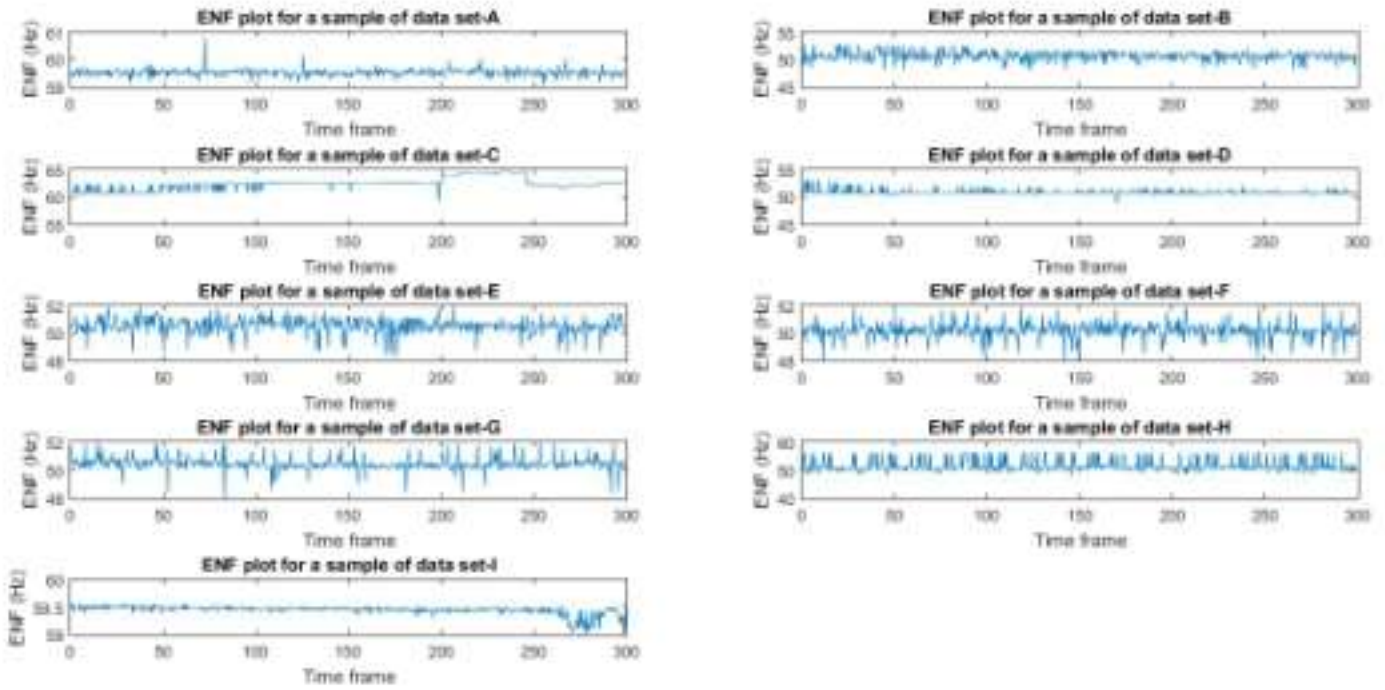 ENF plot for a sample of data set-A
ENF (Hz)
61
60
59
0 50 100 150 200 250 300
Time frame
ENF plot for a sample of data set-B
ENF (Hz)
55
50
45
0 50 100 150 200 250 300
Time frame
ENF plot for a sample of data set-C
ENF (Hz)
65
60
55
0 50 100 150 200 250 300
Time frame
ENF plot for a sample of data set-D
ENF (Hz)
55
50
45
0 50 100 150 200 250 300
Time frame
ENF plot for a sample of data set-E
ENF (Hz)
52
50
48
0 50 100 150 200 250 300
Time frame
ENF plot for a sample of data set-F
ENF (Hz)
52
50
48
0 50 100 150 200 250 300
Time frame
ENF plot for a sample of data set-G
ENF (Hz)
52
50
48
0 50 100 150 200 250 300
Time frame
ENF plot for a sample of data set-H
ENF (Hz)
60
50
40
0 50 100 150 200 250 300
Time frame
ENF plot for a sample of data set-I
ENF (Hz)
60
59.5
59
0 50 100 150 200 250 300
Time frame